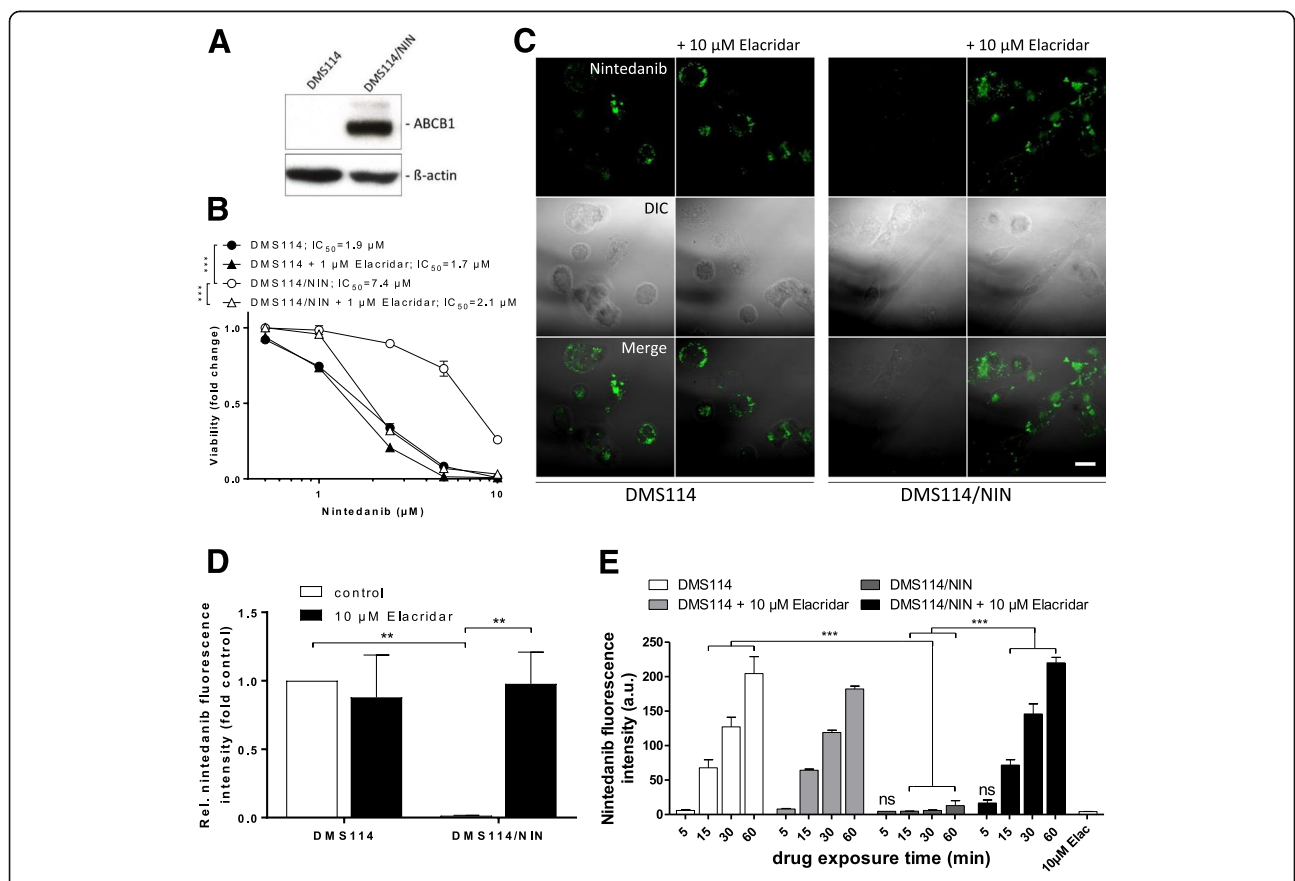 A
DMS114
DMS114/NIN
- ABCB1
- ß-actin
B
*** 
***
DMS114; IC50=1.9 µM
DMS114 + 1 µM Elacridar; IC50=1.7 µM
DMS114/NIN; IC50=7.4 µM
DMS114/NIN + 1 µM Elacridar; IC50=2.1 µM
Viability (fold change)
1.0
0.5
0.0
1
10
Nintedanib (µM)
C
+ 10 µM Elacridar
+ 10 µM Elacridar
Nintedanib
DIC
Merge
DMS114
DMS114/NIN
D
control
10 µM Elacridar
Rel. nintedanib fluorescence
intensity (fold control)
1.5
1.0
0.5
0.0
**
**
DMS114
DMS114/NIN
E
DMS114
DMS114/NIN
DMS114 + 10 µM Elacridar
DMS114/NIN + 10 µM Elacridar
Nintedanib fluorescence
intensity (a.u.)
250
200
150
100
50
0
***
***
ns
ns
5 15 30 60 5 15 30 60 5 15 30 60 5 15 30 60 10µM Elac
drug exposure time (min)